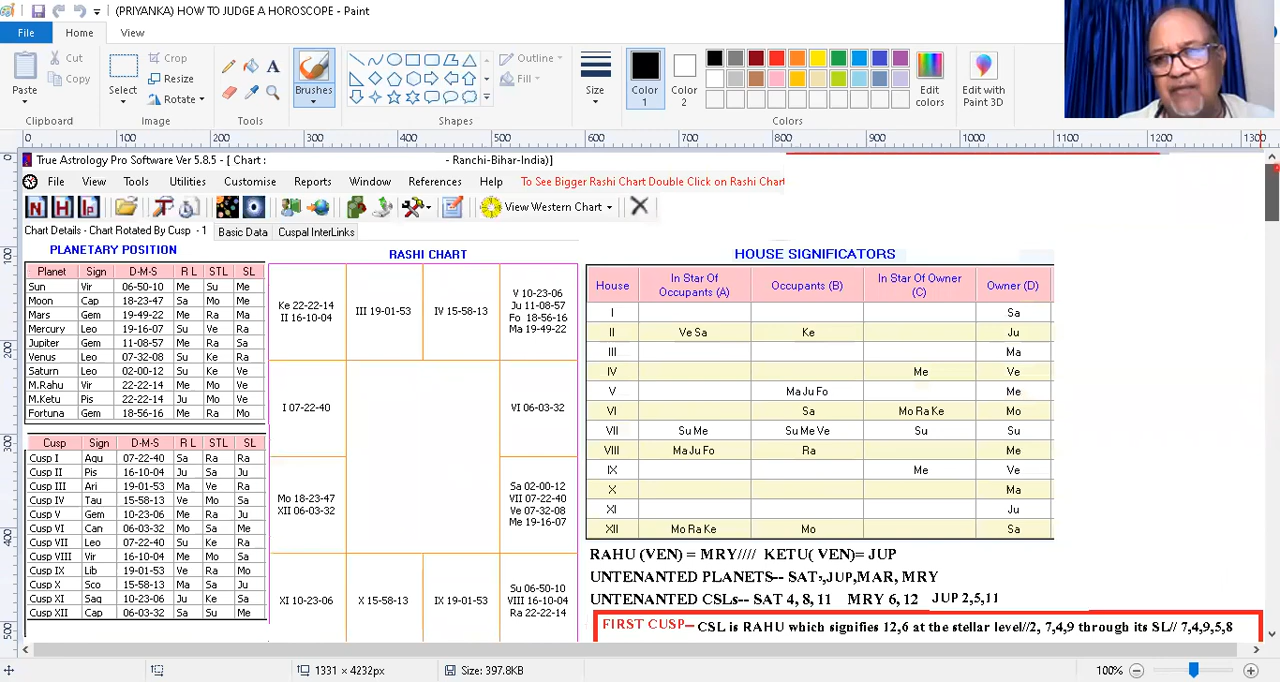 (PRIYANKA) HOW TO JUDGE A HOROSCOPE - Paint
File Home View
Paste Cut Copy Select Crop Resize Rotate Brushes Outline Fill Size Color 1 Color 2 Edit colors Edit with Paint 3D
Clipboard Image Tools Shapes Colors
0 100 200 300 400 500 600 700 800 900 1000 1100 1200 1300
True Astrology Pro Software Ver 5.8.5 - [ Chart : - Ranchi-Bihar-India)]
File View Tools Utilities Customise Reports Window References Help To See Bigger Rashi Chart Double Click on Rashi Chart
View Western Chart
Chart Details - Chart Rotated By Cusp - 1 Basic Data Cuspal InterLinks
PLANETARY POSITION
Planet Sign D-M-S R L STL SL
Sun Vir 06-50-10 Me Su Me
Moon Cap 18-23-47 Sa Mo Me
Mars Gem 19-49-22 Me Ra Ma
Mercury Leo 19-16-07 Su Ve Ra
Jupiter Gem 11-08-57 Me Ra Sa
Venus Leo 07-32-08 Su Ke Ra
Saturn Leo 02-00-12 Su Ke Ve
M.Rahu Vir 22-22-14 Me Mo Ve
M.Ketu Pis 22-22-14 Ju Mo Ve
Fortuna Gem 18-56-16 Me Ra Mo
Cusp Sign D-M-S R L STL SL
Cusp I Aqu 07-22-40 Sa Ra Ra
Cusp II Pis 16-10-04 Ju Sa Ju
Cusp III Ari 19-01-53 Ma Ve Ra
Cusp IV Tau 15-58-13 Ve Mo Sa
Cusp V Gem 10-23-06 Me Ra Ju
Cusp VI Can 06-03-32 Mo Sa Me
Cusp VII Leo 07-22-40 Su Ke Ra
Cusp VIII Vir 16-10-04 Me Mo Sa
Cusp IX Lib 19-01-53 Ve Ra Mo
Cusp X Sco 15-58-13 Ma Sa Ju
Cusp XI Sag 10-23-06 Ju Ke Sa
Cusp XII Cap 06-03-32 Sa Su Me
RASHI CHART
Ke 22-22-14
II 16-10-04
III 19-01-53
IV 15-58-13
V 10-23-06
Ju 11-08-57
Fo 18-56-16
Ma 19-49-22
I 07-22-40
VI 06-03-32
Mo 18-23-47
XII 06-03-32
Sa 02-00-12
VII 07-22-40
Ve 07-32-08
Me 19-16-07
XI 10-23-06
X 15-58-13
IX 19-01-53
Su 06-50-10
VIII 16-10-04
Ra 22-22-14
HOUSE SIGNIFICATORS
House In Star Of Occupants (A) Occupants (B) In Star Of Owner (C) Owner (D)
I Sa
II Ve Sa Ke Ju
III Ma
IV Me Ve
V Ma Ju Fo Me
VI Sa Mo Ra Ke Mo
VII Su Me Su Me Ve Su Su
VIII Ma Ju Fo Ra Me
IX Me Ve
X Ma
XI Ju
XII Mo Ra Ke Mo Sa
RAHU (VEN) = MRY//// KETU( VEN)= JUP
UNTENANTED PLANETS-- SAT,,JUP,MAR, MRY
UNTENANTED CSLs-- SAT 4, 8, 11 MRY 6, 12 JUP 2,5,11
FIRST CUSP-- CSL is RAHU which signifies 12,6 at the stellar level//2, 7,4,9 through its SL// 7,4,9,5,8
1331 × 4232px Size: 397.8KB 100%